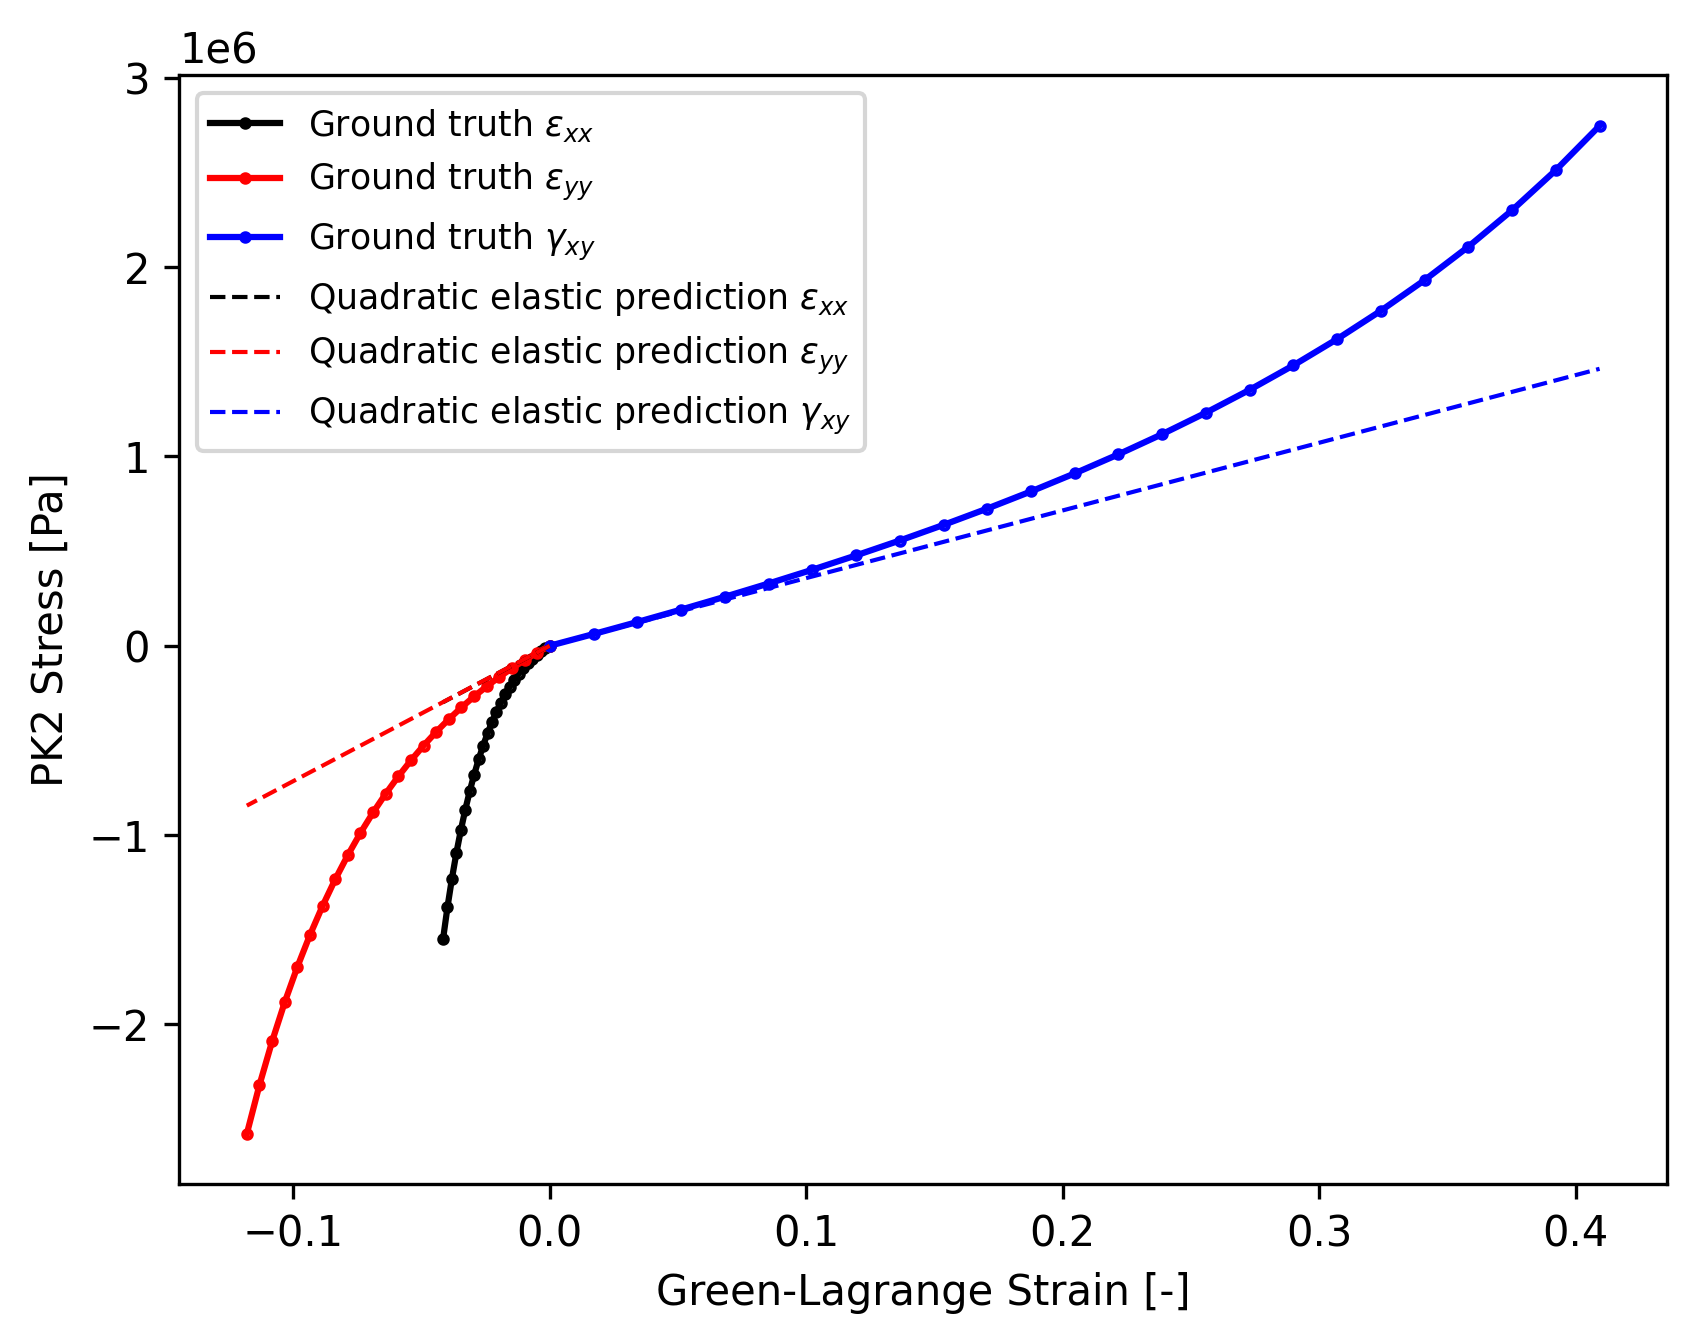 1e6
3
2
1
0
−1
−2
PK2 Stress [Pa]
Ground truth εxx
Ground truth εyy
Ground truth γxy
Quadratic elastic prediction εxx
Quadratic elastic prediction εyy
Quadratic elastic prediction γxy
−0.1 0.0 0.1 0.2 0.3 0.4
Green-Lagrange Strain [-]